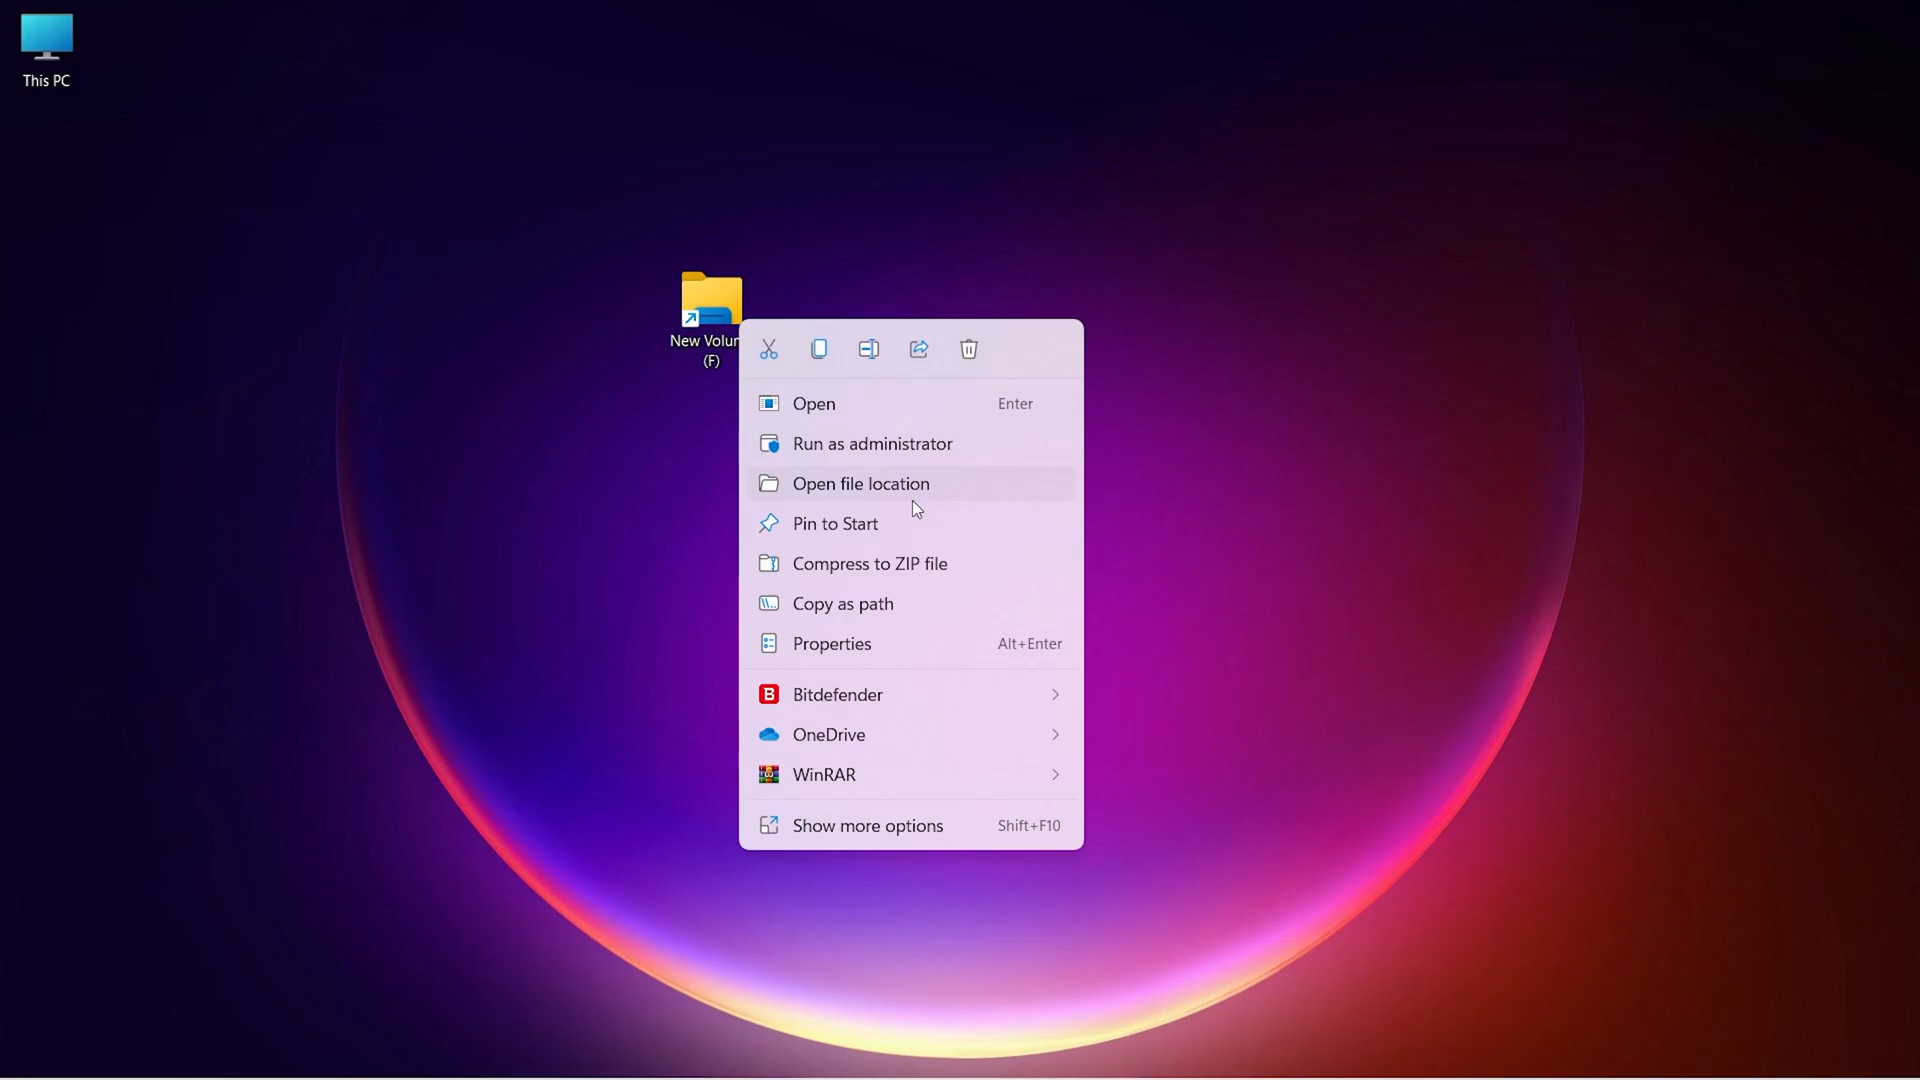 This PC
New Volum
(F)
Open Enter
Run as administrator
Open file location
Pin to Start
Compress to ZIP file
Copy as path
Properties Alt+Enter
B Bitdefender
OneDrive
WinRAR
Show more options Shift+F10